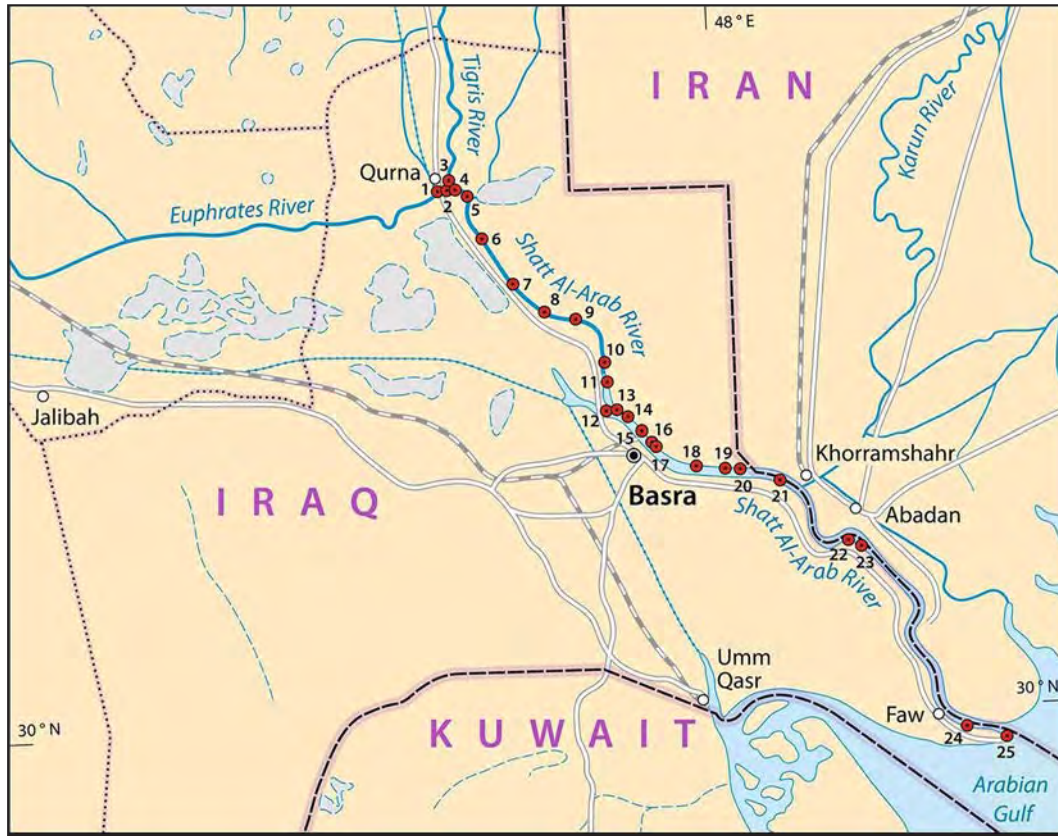 48° E
IRAN
Tigris River
Karun River
Qurna
3
4
1
2
5
Euphrates River
6
Shatt Al-Arab River
7
8
9
10
11
Jalibah
12
13
14
15
16
17
18
19
20
21
Khorramshahr
Basra
IRAQ
Abadan
Shatt Al-Arab River
22
23
Umm
Qasr
30° N
Faw
24
25
KUWAIT
30° N
Arabian
Gulf